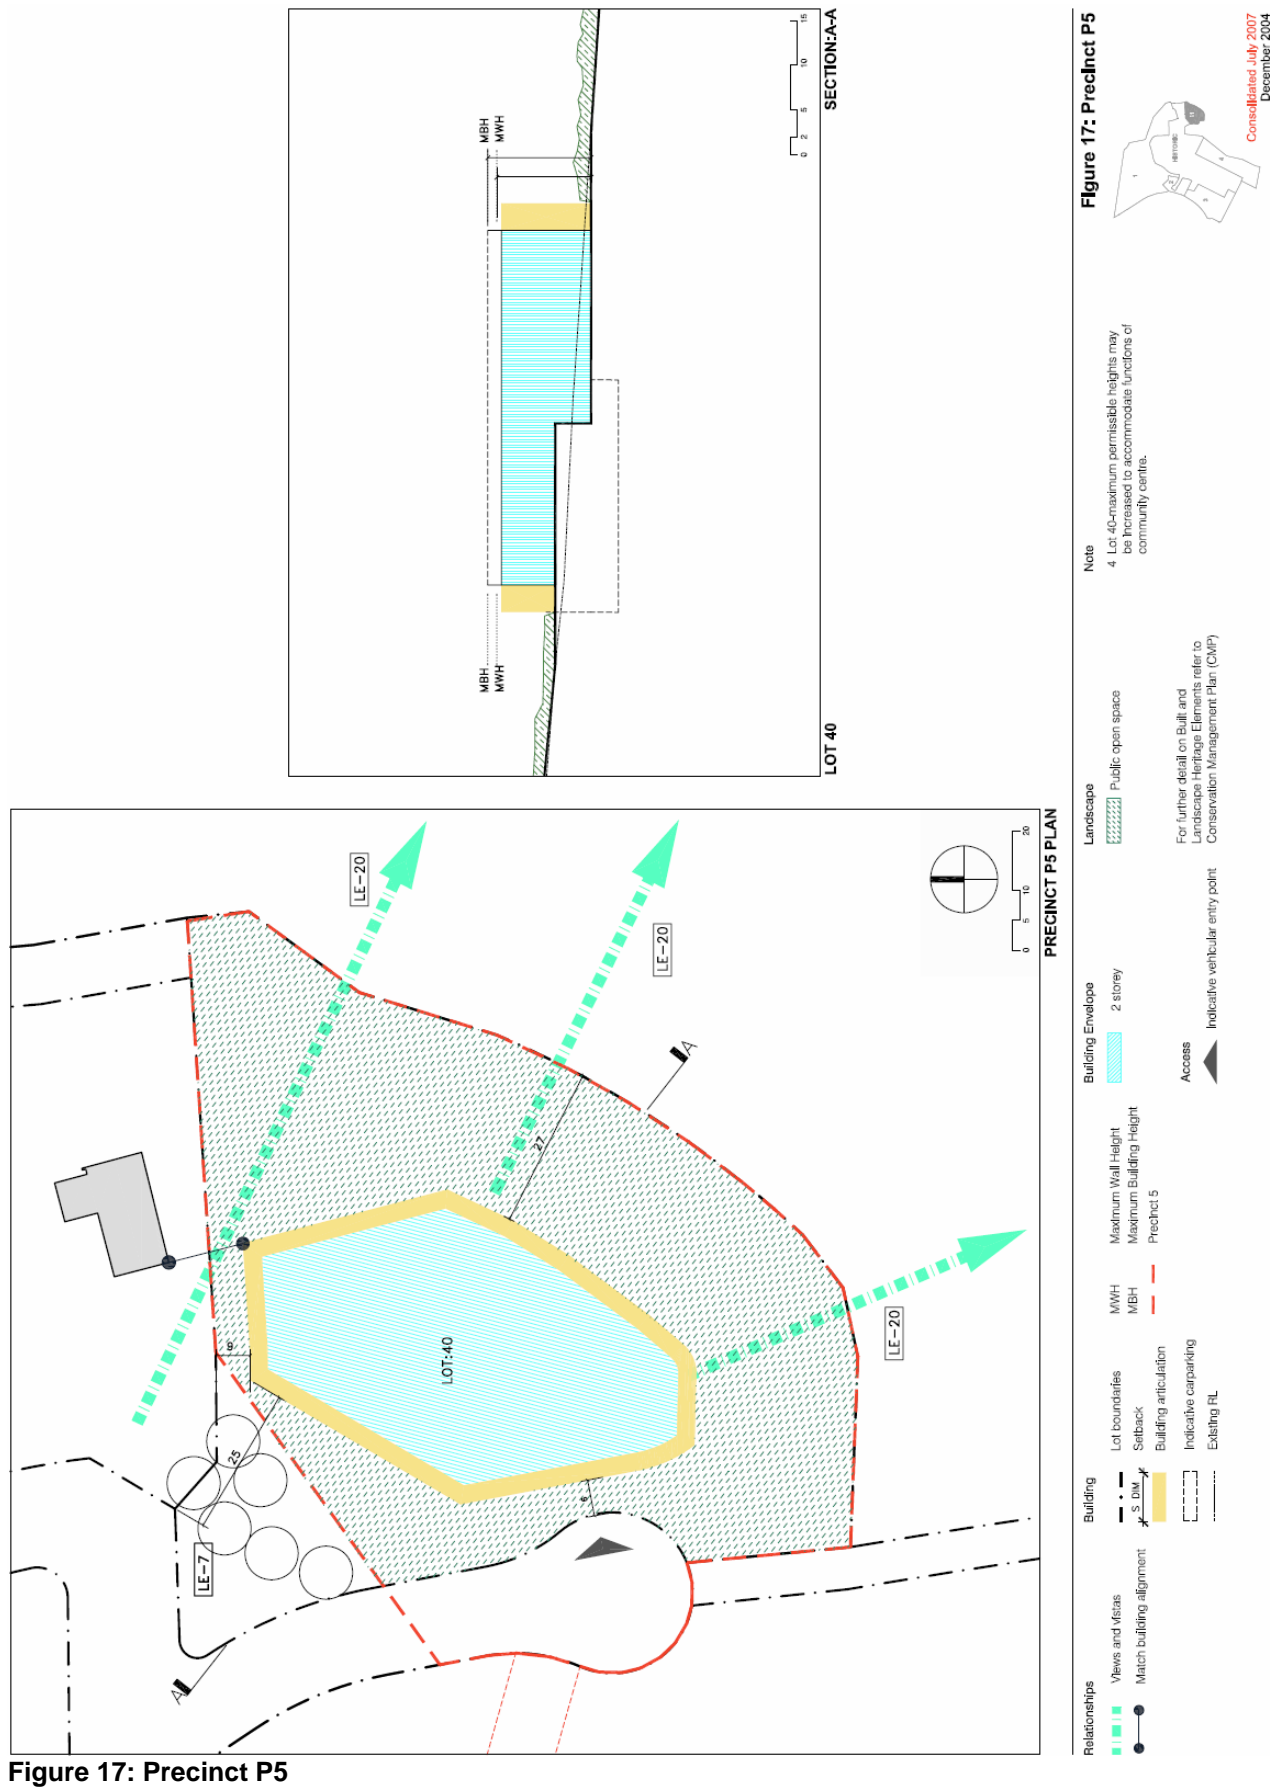 MBH
MWH
MBH
MWH
0 2 5 10 15
LOT 40
SECTION:A-A
LE-20
LE-20
LE-20
LE-7
27
25
9
6
LOT:40
A
A
0 5 10 20
PRECINCT P5 PLAN
Relationships
Views and vistas
Match building alignment
Building
Lot boundaries
S DIM
Setback
Building articulation
Indicative carparking
Existing RL
MWH
Maximum Wall Height
MBH
Maximum Building Height
Precinct 5
Building Envelope
2 storey
Access
Indicative vehicular entry point
Landscape
Public open space
For further detail on Built and
Landscape Heritage Elements refer to
Conservation Management Plan (CMP)
Note
4 Lot 40-maximum permissible heights may
be increased to accommodate functions of
community centre.
Figure 17: Precinct P5
1
3
4
Consolidated July 2007
December 2004
Figure 17: Precinct P5